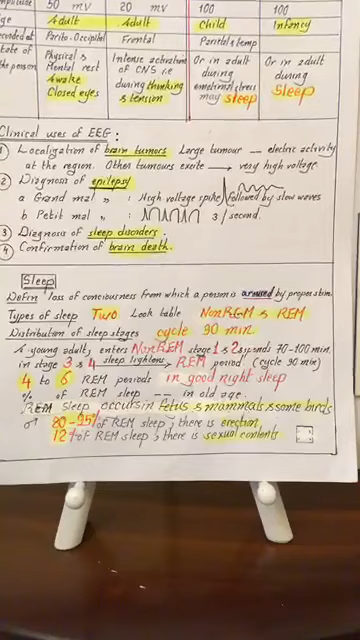 50 mv 20 mv 100 100
Adult Adult Child Infancy
Parito-Occipital Frontal Parietal & temp
State of the person
Physical & Mental rest Awake Closed eyes
Intense activation of CNS i.e during thinking & tension
Or in adult during emotional stress may sleep
Or in adult during Sleep
Clinical uses of EEG:
1 Localization of brain tumors Large tumour — electric activity
at the region. Other tumours → very high voltage.
2 Diagnosis of epilepsy
a Grand mal " : High voltage spike followed by slow waves
b Petit mal " : 3/second.
3 Diagnosis of sleep disorders.
4 Confirmation of brain death.
Sleep
Defin loss of conciousness from which a person is aroused by
Types of sleep Two Look table NonREM & REM
Distribution of sleep stages cycle 90 min
A young adult, enters NonREM stage 1 & 2 spends 70-100 min.
in stage 3 & 4 sleep lightens → REM period (cycle 90 min)
4 to 6 REM periods in good night sleep
% of REM sleep -- in old age.
REM Sleep occurs in fetus & mammals & some birds
♂ 80-95% of REM sleep, there is erection,
12% of REM sleep, there is sexual contents